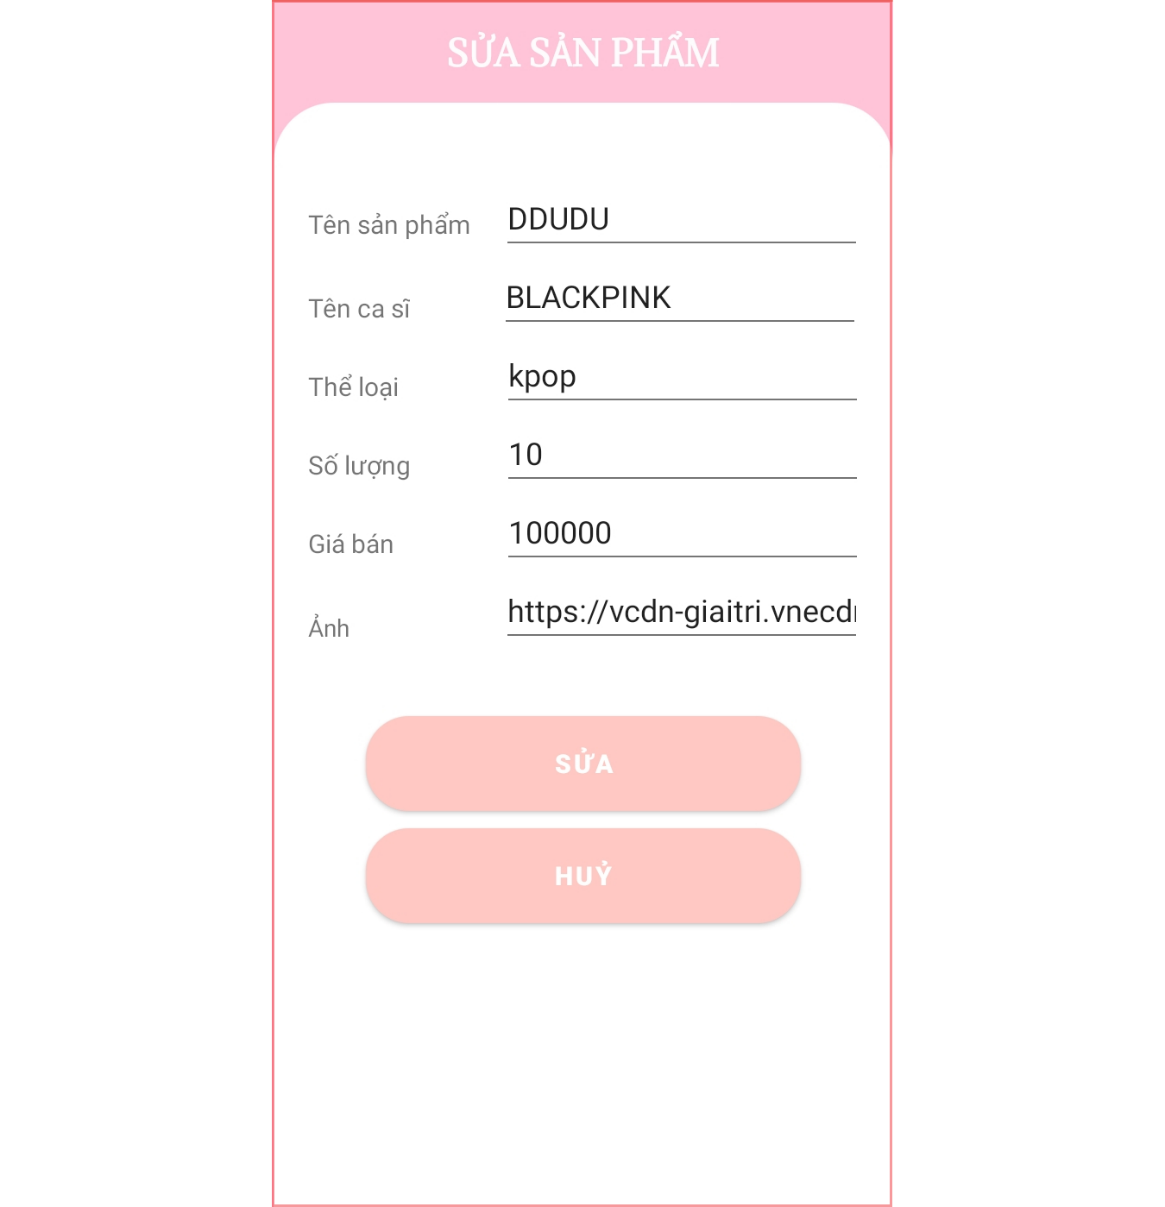 SỬA SẢN PHẨM
Tên sản phẩm DDUDU
Tên ca sĩ BLACKPINK
Thể loại kpop
Số lượng 10
Giá bán 100000
Ảnh https://vcdn-giaitri.vnecdn
SỬA
HUỶ